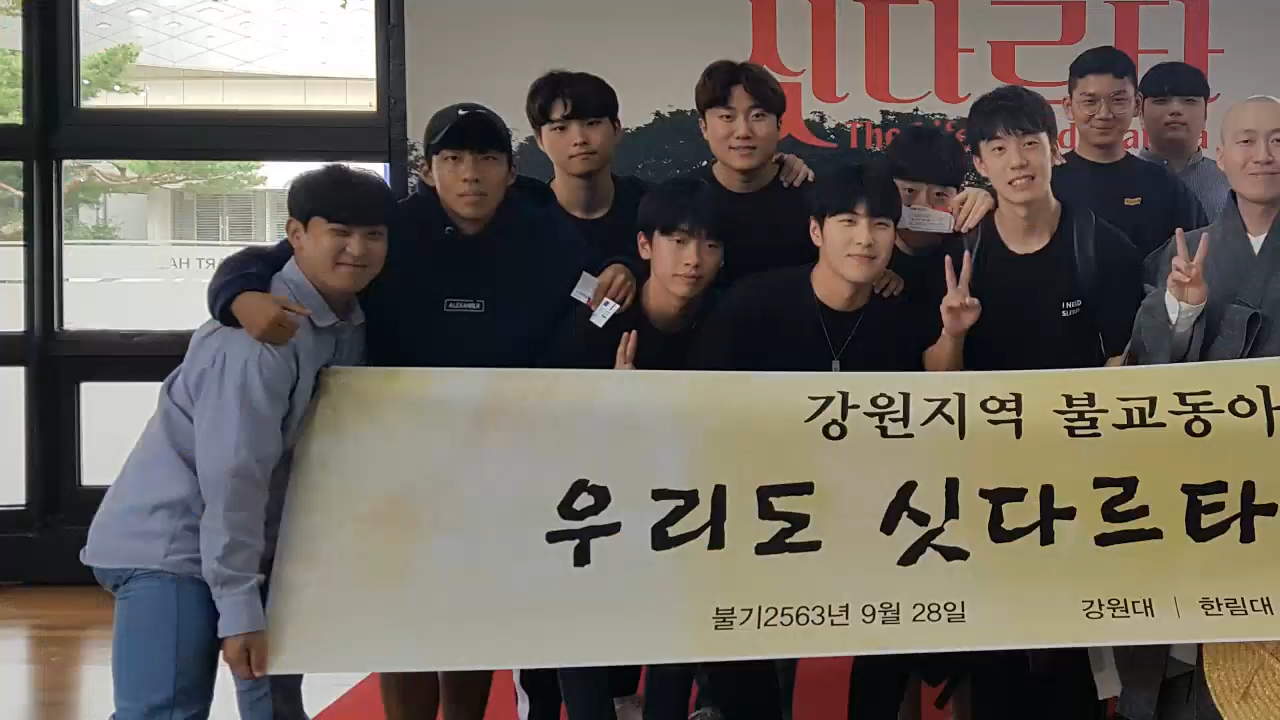 싯다르타
The Life
ALEXANDER
I NEED
강원지역 불교동아
우리도 싯다르타
불기2563년 9월 28일
강원대 | 한림대